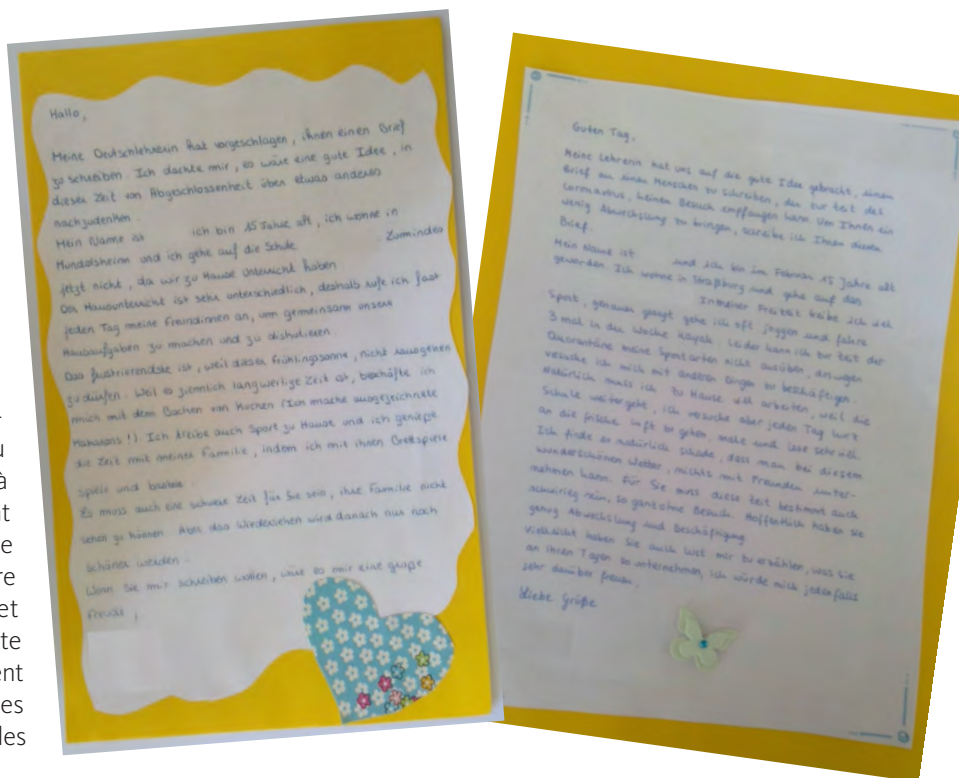 Hallo,
Meine Deutschlehrerin hat vorgeschlagen, ihnen einen Brief
zu schreiben. Ich dachte mir, es wäre eine gute Idee, in
dieser Zeit von Abgeschlossenheit über etwas anderes
nachzudenken.
Mein Name ist ich bin 15 Jahre alt, ich wohne in
Mundolsheim und ich gehe auf die Schule . Zumindest
jetzt nicht, da wir zu Hause Unterricht haben.
Der Hausunterricht ist sehr unterschiedlich, deshalb rufe ich fast
jeden Tag meine Freundinnen an, um gemeinsam unsere
Hausaufgaben zu machen und zu diskutieren.
Das frustrierendste ist, weil dieser Frühlingssonne, nicht rausgehen
zu dürfen. Weil es ziemlich langweilige Zeit ist, beschäfte ich
mich mit dem Backen von Kuchen (Ich mache ausgezeichnete
Makarons !). Ich treibe auch Sport zu Hause und ich genieße
die Zeit mit meiner Familie, indem ich mit ihnen Brettspiele
spiele und bastele.
Es muss auch eine schwere Zeit für Sie sein, ihre Familie nicht
sehen zu können. Aber das Wiedersehen wird danach nur noch
schöner werden.
Wenn Sie mir schreiben wollen, wäre es mir eine große
Freude,
Guten Tag,
Meine Lehrerin hat uns auf die gute Idee gebracht, einen
Brief an einen Menschen zu schreiben, der zur Zeit des
Coronavirus, keinen Besuch empfangen kann. Um Ihnen ein
wenig Abwechslung zu bringen, schreibe ich Ihnen diesen
Brief.
Mein Name ist und ich bin im Februar 15 Jahre alt
geworden. Ich wohne in Straßburg und gehe auf das
In meiner Freizeit treibe ich viel
Sport, genauer gesagt gehe ich oft joggen und fahre
3 mal in der Woche Kayak. Leider kann ich zur Zeit der
Quarantäne meine Sportarten nicht ausüben, deswegen
versuche ich mich mit anderen Dingen zu beschäftigen.
Natürlich muss ich zu Hause viel arbeiten, weil die
Schule weitergeht, ich versuche aber jeden Tag kurz
an die frische Luft zu gehen, male und lese sehr viel.
Ich finde es natürlich schade, dass man bei diesem
wunderschönen Wetter, nichts mit Freunden unter-
nehmen kann. Für Sie muss diese Zeit bestimmt auch
schwierig sein, so ganz ohne Besuch. Hoffentlich haben sie
genug Abwechslung und Beschäftigung.
Vielleicht haben Sie auch Lust mir zu erzählen, was sie
an ihren Tagen so unternehmen, ich würde mich jedenfalls
sehr darüber freuen.
Liebe Grüße
u
à
nt
e
re
et
te
ent
es
les